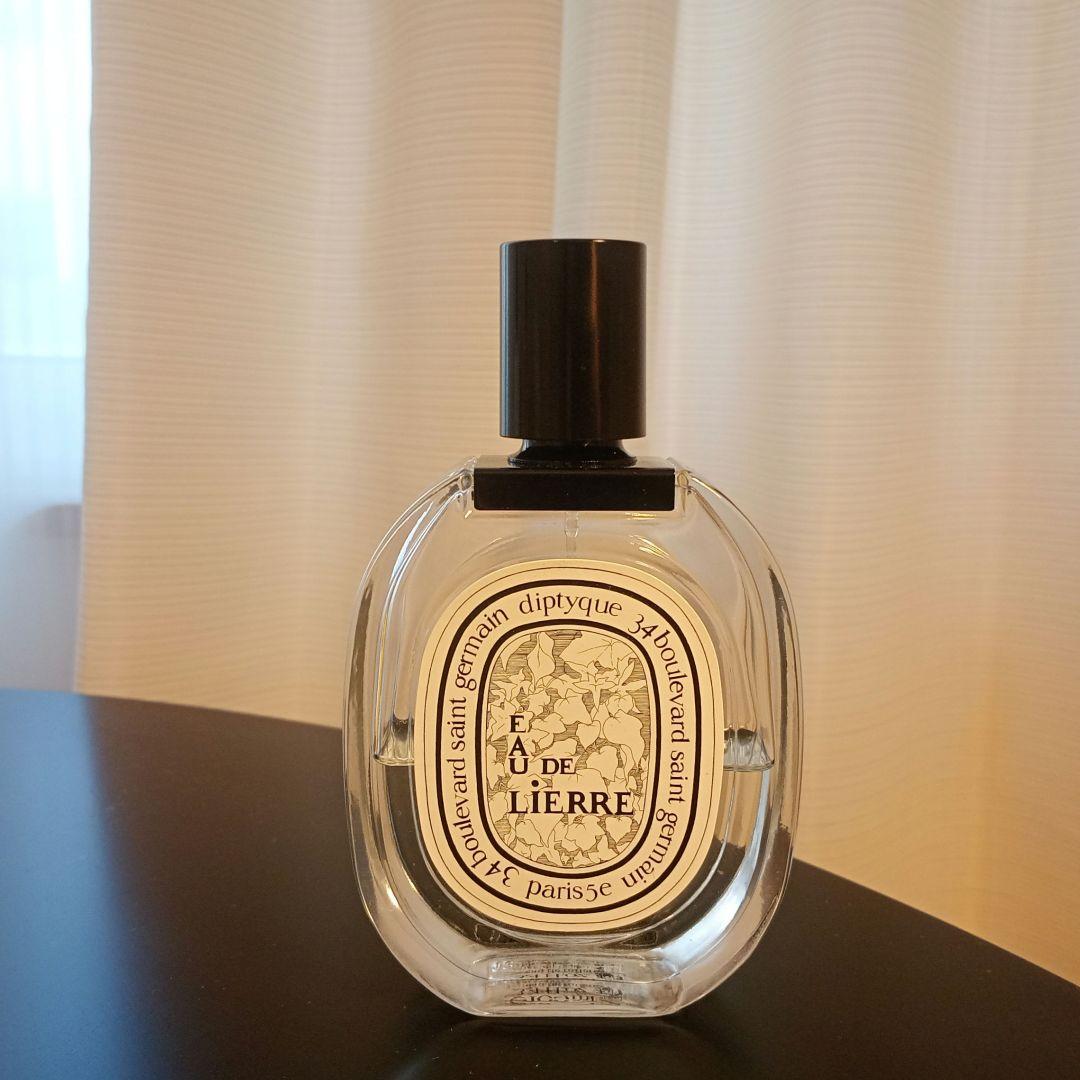 diptyque 34 boulevard saint germain paris 5e 34 boulevard saint germain
EAU DE
LiERRE